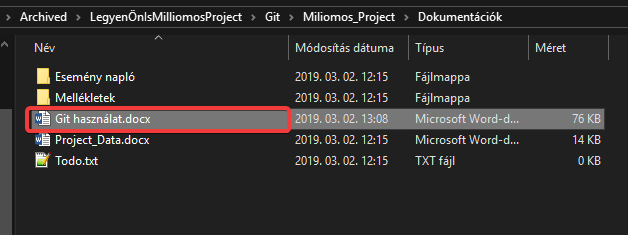 › Archived › LegyenÖnIsMilliomosProject › Git › Miliomos_Project › Dokumentációk
Név Módosítás dátuma Típus Méret
Esemény napló 2019. 03. 02. 12:15 Fájlmappa
Mellékletek 2019. 03. 02. 12:15 Fájlmappa
Git használat.docx 2019. 03. 02. 13:08 Microsoft Word-d... 76 KB
Project_Data.docx 2019. 03. 02. 12:15 Microsoft Word-d... 14 KB
Todo.txt 2019. 03. 02. 12:15 TXT fájl 0 KB